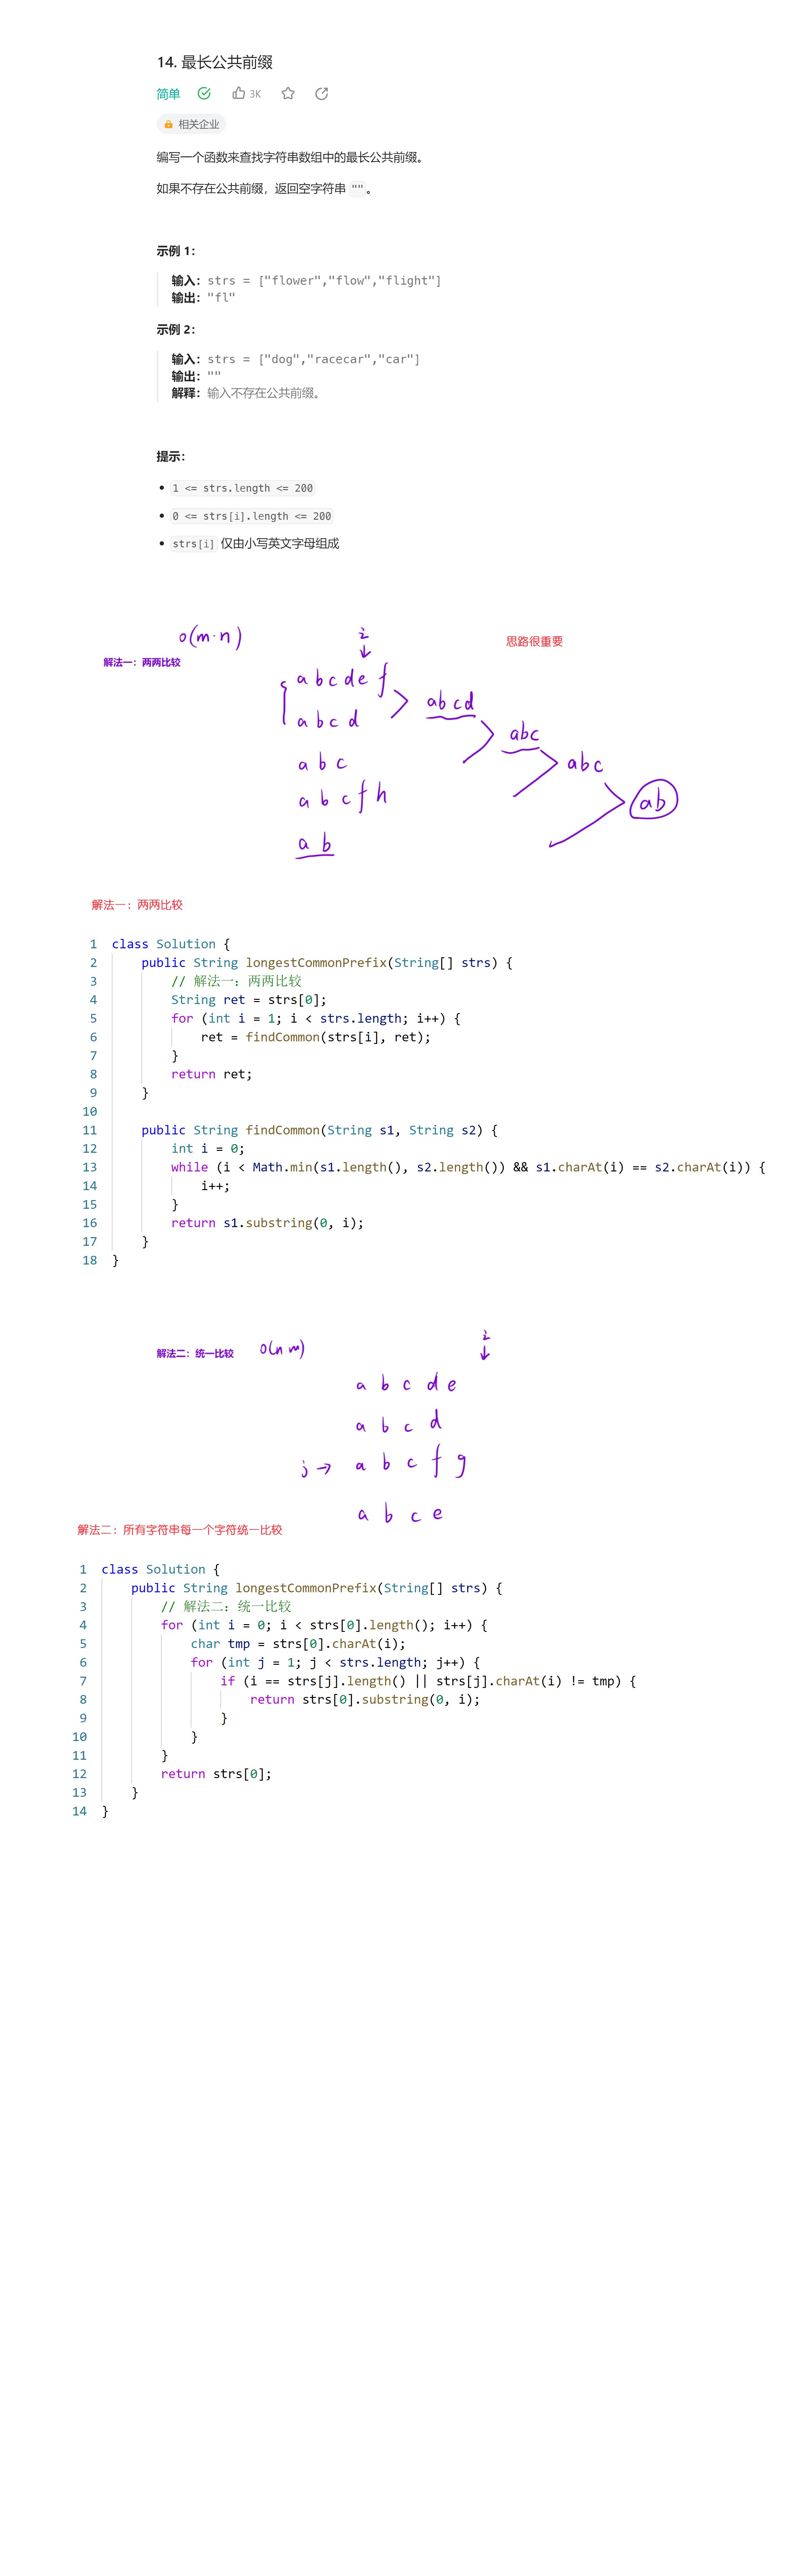 14. 最长公共前缀
简单 3K
相关企业
编写一个函数来查找字符串数组中的最长公共前缀。
如果不存在公共前缀，返回空字符串 ""。
示例 1：
输入：strs = ["flower","flow","flight"]
输出："fl"
示例 2：
输入：strs = ["dog","racecar","car"]
输出：""
解释：输入不存在公共前缀。
提示：
1 <= strs.length <= 200
0 <= strs[i].length <= 200
strs[i] 仅由小写英文字母组成
O(m·n)
i
思路很重要
解法一：两两比较
a b c d e f
a b c d
abcd
abc
a b c
abc
a b c f h
ab
a b
解法一：两两比较
1 class Solution {
2 public String longestCommonPrefix(String[] strs) {
3 // 解法一：两两比较
4 String ret = strs[0];
5 for (int i = 1; i < strs.length; i++) {
6 ret = findCommon(strs[i], ret);
7 }
8 return ret;
9 }
10
11 public String findCommon(String s1, String s2) {
12 int i = 0;
13 while (i < Math.min(s1.length(), s2.length()) && s1.charAt(i) == s2.charAt(i)) {
14 i++;
15 }
16 return s1.substring(0, i);
17 }
18 }
解法二：统一比较
O(n m)
i
a b c d e
a b c d
j → a b c f g
a b c e
解法二：所有字符串每一个字符统一比较
1 class Solution {
2 public String longestCommonPrefix(String[] strs) {
3 // 解法二：统一比较
4 for (int i = 0; i < strs[0].length(); i++) {
5 char tmp = strs[0].charAt(i);
6 for (int j = 1; j < strs.length; j++) {
7 if (i == strs[j].length() || strs[j].charAt(i) != tmp) {
8 return strs[0].substring(0, i);
9 }
10 }
11 }
12 return strs[0];
13 }
14 }